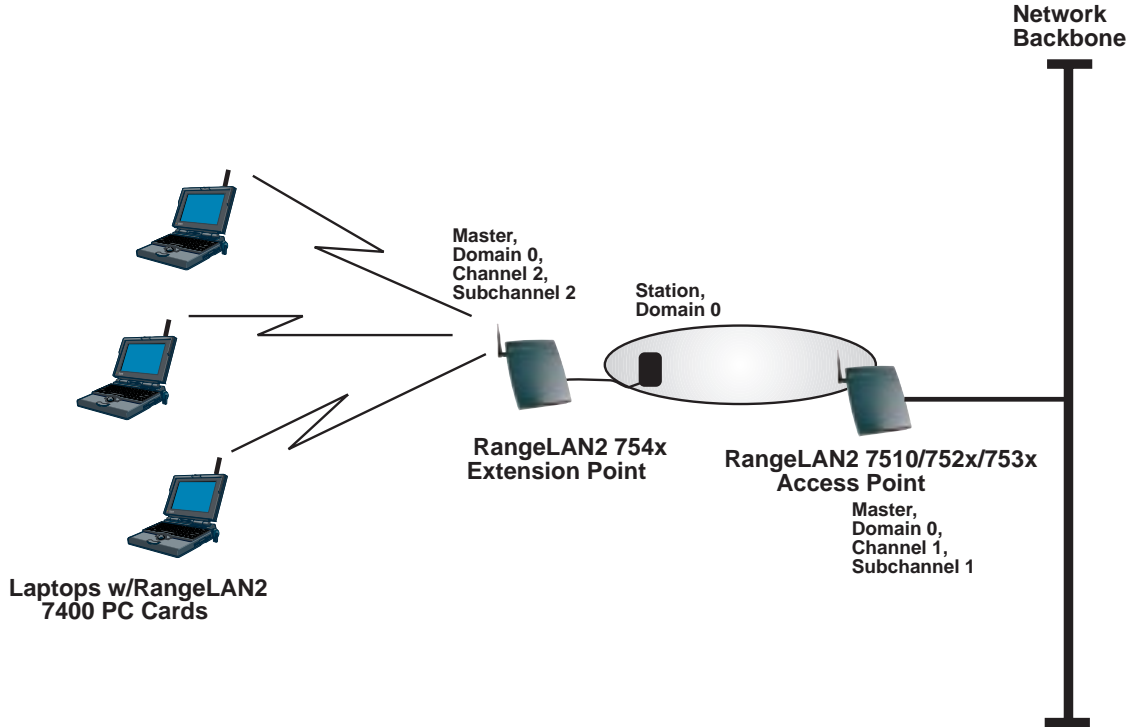 Network
Backbone
Master,
Domain 0,
Channel 2,
Subchannel 2
Station,
Domain 0
RangeLAN2 754x
Extension Point
RangeLAN2 7510/752x/753x
Access Point
Master,
Domain 0,
Channel 1,
Subchannel 1
Laptops w/RangeLAN2
7400 PC Cards